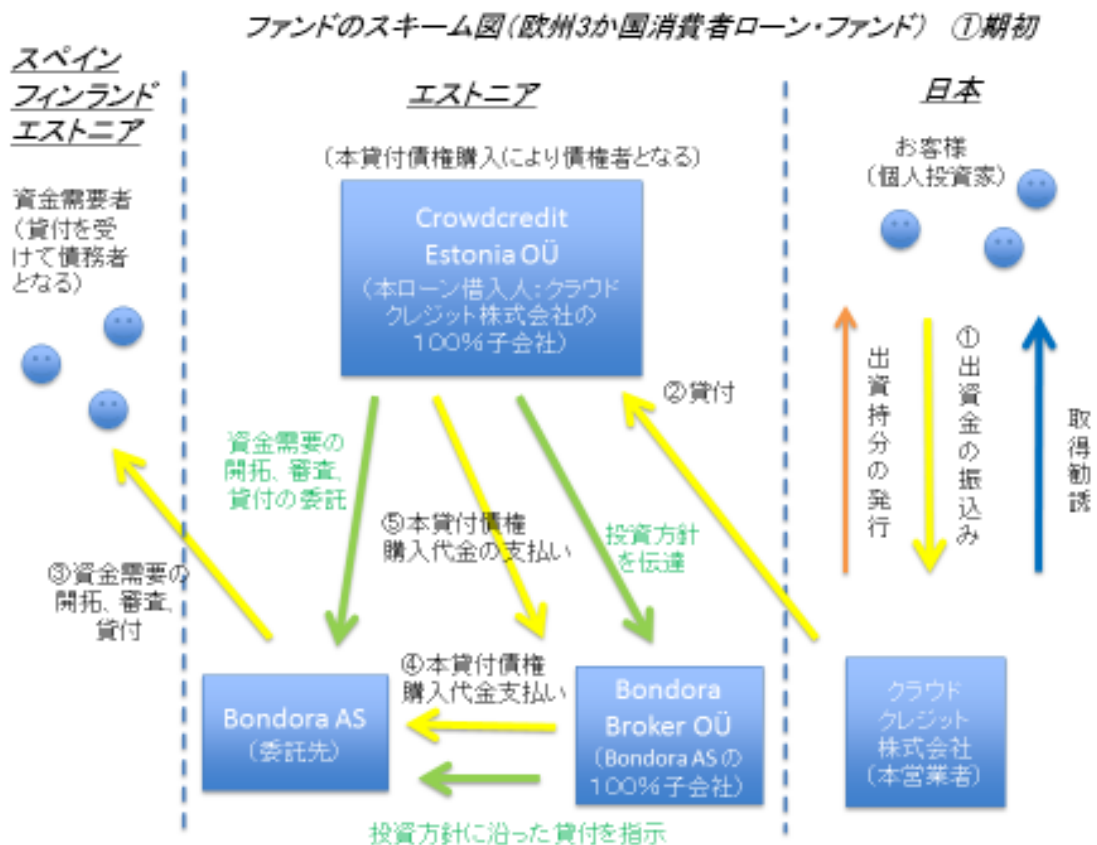 ファンドのスキーム図（欧州3か国消費者ローン・ファンド）　①期初
スペイン
フィンランド
エストニア
エストニア
日本
（本貸付債権購入により債権者となる）
お客様
（個人投資家）
資金需要者
（貸付を受
けて債務者
となる）
Crowdcredit
Estonia OÜ
（本ローン借入人：クラウド
クレジット株式会社の
１００％子会社）
②貸付
出資持分の発行
①出資金の振込み
取得勧誘
資金需要の
開拓、審査、
貸付の委託
⑤本貸付債権
購入代金の支払い
投資方針
を伝達
③資金需要の
開拓、審査、
貸付
④本貸付債権
購入代金支払い
Bondora AS
（委託先）
Bondora
Broker OÜ
（Bondora ASの
１００％子会社）
クラウド
クレジット
株式会社
（本営業者）
投資方針に沿った貸付を指示